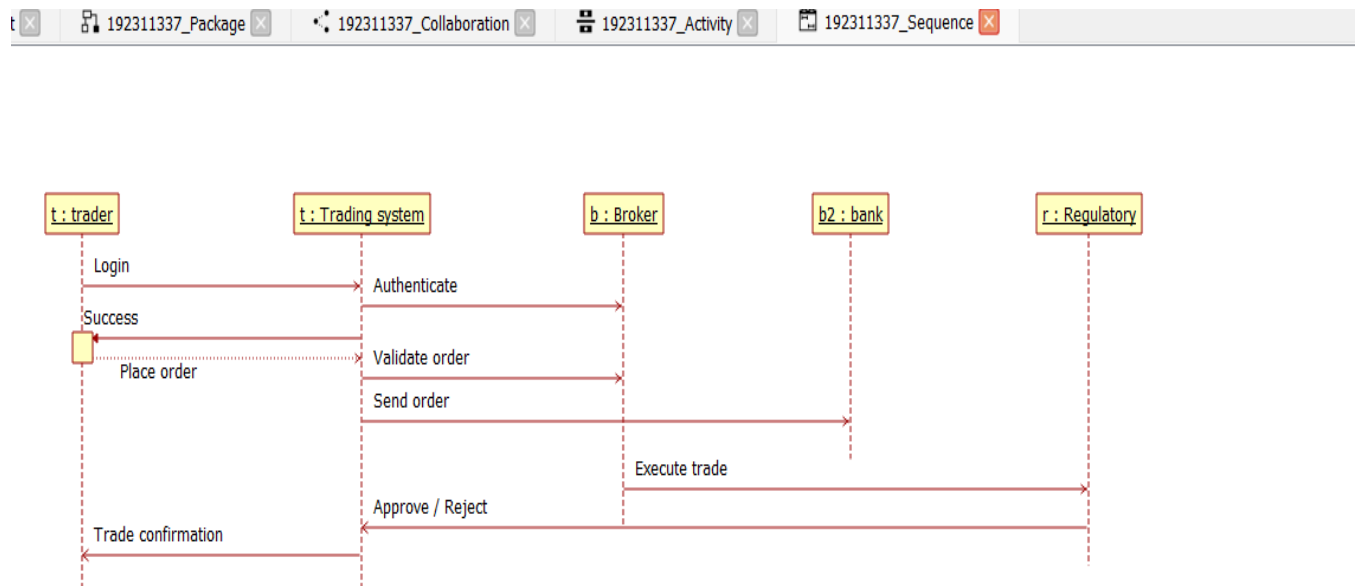 t 192311337_Package 192311337_Collaboration 192311337_Activity 192311337_Sequence
t : trader t : Trading system b : Broker b2 : bank r : Regulatory
Login
Authenticate
Success
Validate order
Place order
Send order
Execute trade
Approve / Reject
Trade confirmation